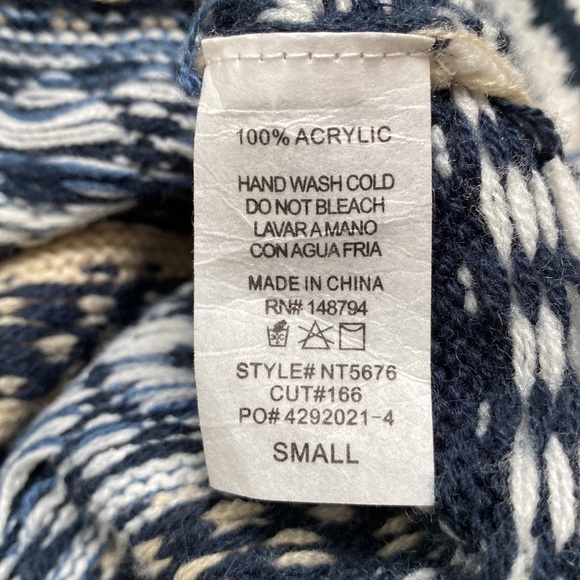 100% ACRYLIC
HAND WASH COLD
DO NOT BLEACH
LAVAR A MANO
CON AGUA FRIA
MADE IN CHINA
RN# 148794
STYLE# NT5676
CUT#166
PO# 4292021-4
SMALL